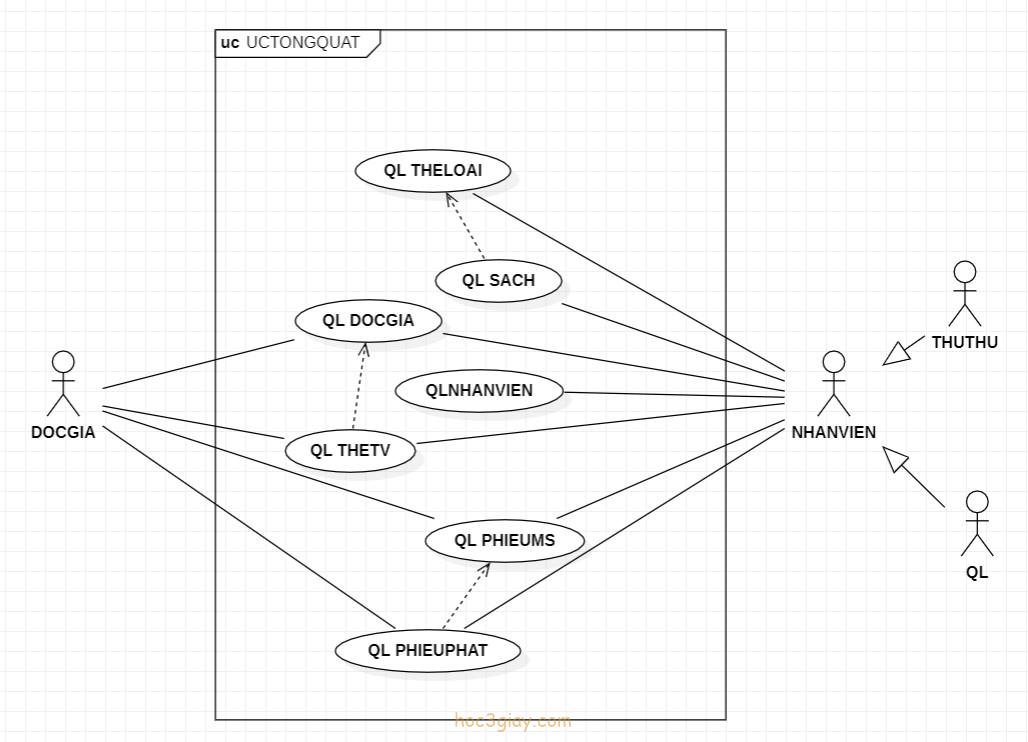 uc UCTONGQUAT
QL THELOAI
QL SACH
QL DOCGIA
THUTHU
QLNHANVIEN
DOCGIA
NHANVIEN
QL THETV
QL PHIEUMS
QL
QL PHIEUPHAT
hoc3giay.com